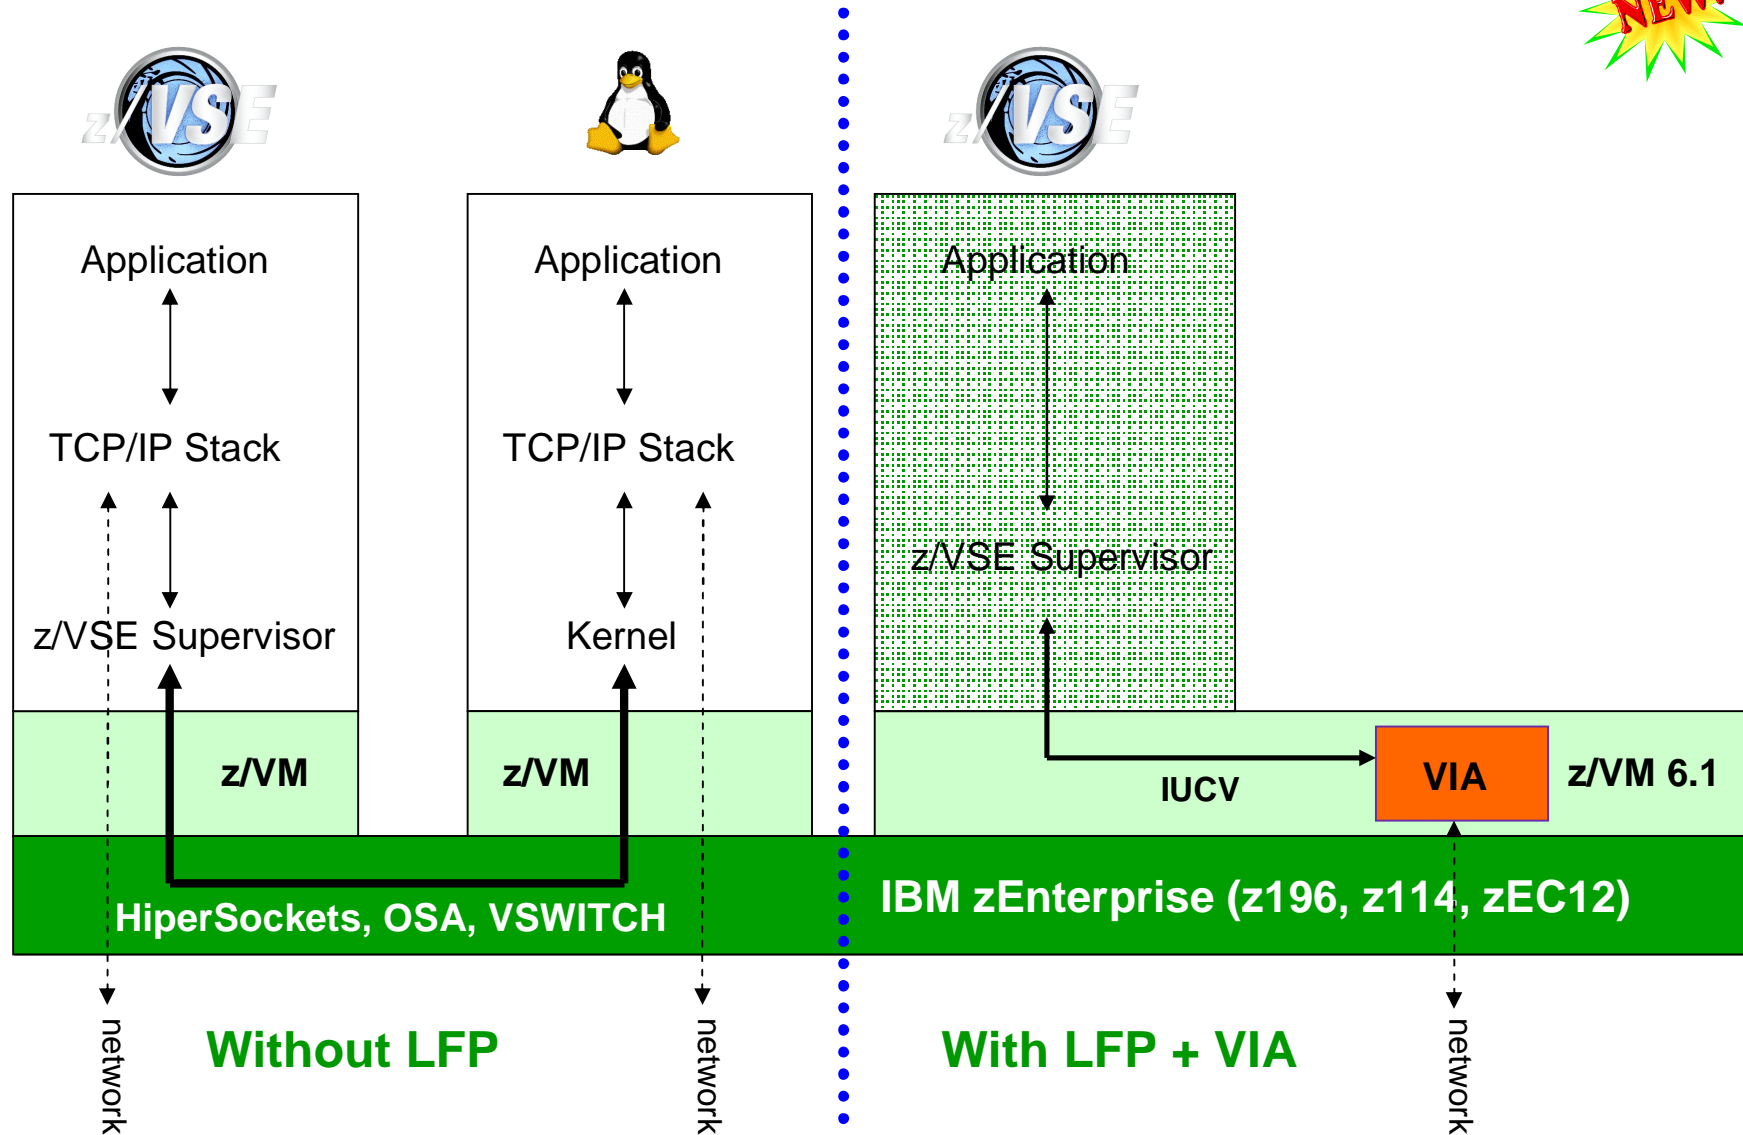 NEW!
z/VSE
z/VSE
Application
Application
Application
TCP/IP Stack
TCP/IP Stack
z/VSE Supervisor
z/VSE Supervisor
Kernel
z/VM
z/VM
IUCV
VIA
z/VM 6.1
HiperSockets, OSA, VSWITCH
IBM zEnterprise (z196, z114, zEC12)
network
Without LFP
network
With LFP + VIA
network